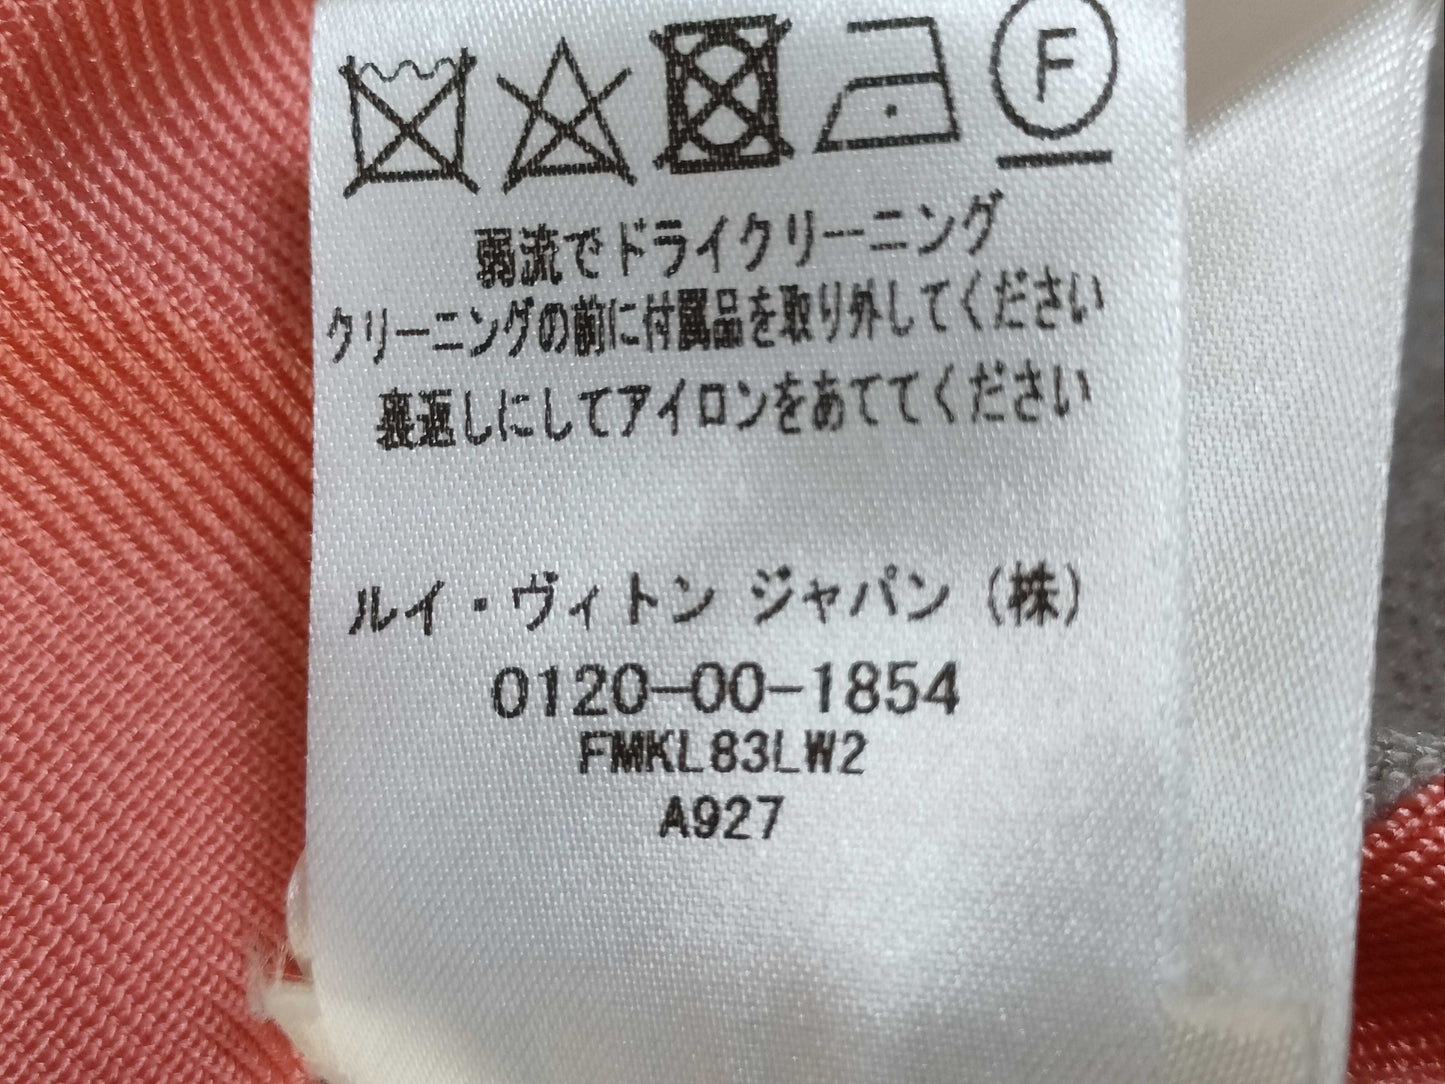 F
弱流でドライクリーニング
クリーニングの前に付属品を取り外してください
裏返しにしてアイロンをあててください
ルイ・ヴィトン ジャパン (株)
0120-00-1854
FMKL83LW2
A927